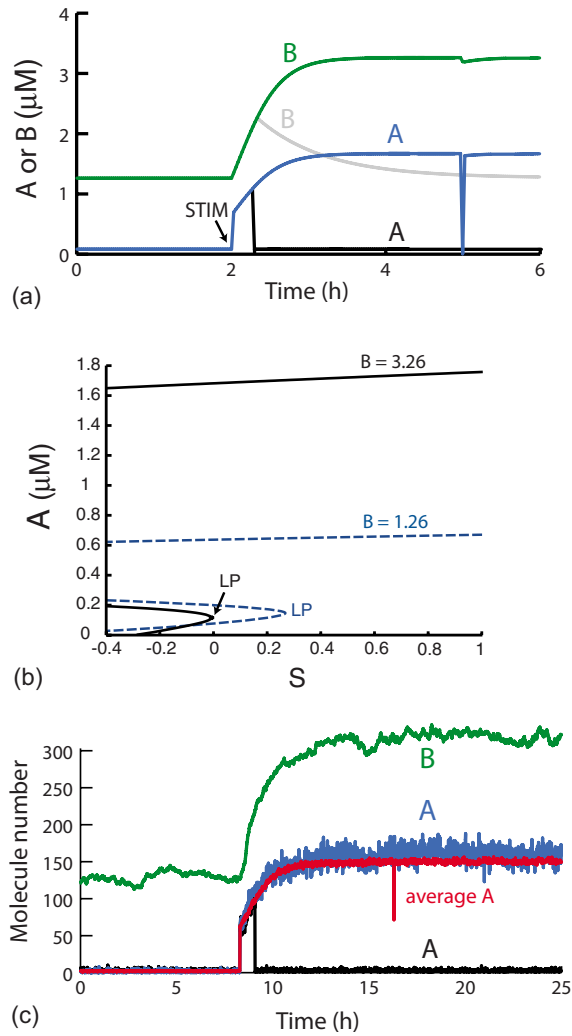 4
3
2
1
0
A or B (μM)
B
B
A
STIM
A
0
2
4
6
Time (h)
(a)
1.8
1.6
1.4
1.2
1
0.8
0.6
0.4
0.2
0
A (μM)
B = 3.26
B = 1.26
LP
LP
-0.4
-0.2
0
0.2
0.4
0.6
0.8
1
S
(b)
300
250
200
150
100
50
0
Molecule number
B
A
average A
A
0
5
10
15
20
25
Time (h)
(c)